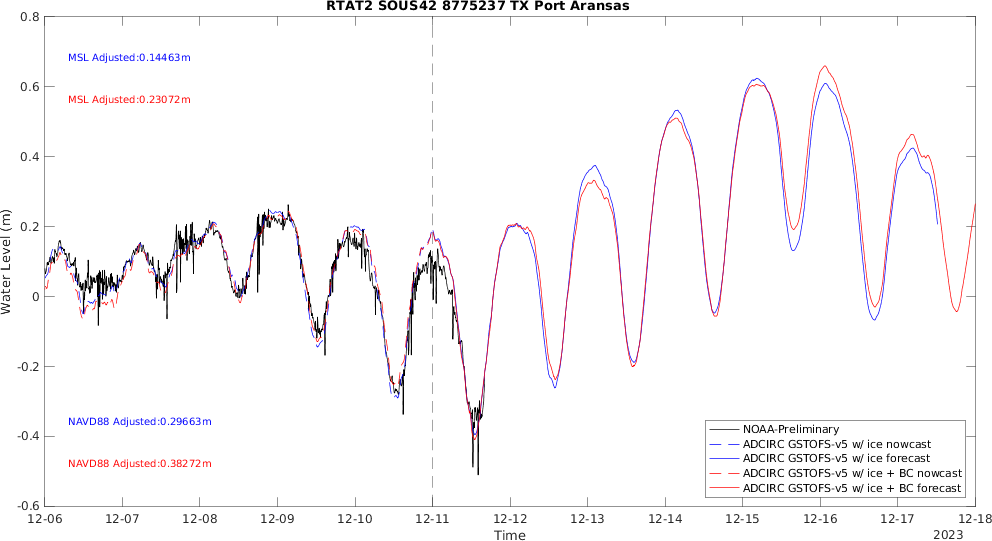 RTAT2 SOUS42 8775237 TX Port Aransas
0.8
0.6
0.4
0.2
0
-0.2
-0.4
-0.6
Water Level (m)
MSL Adjusted:0.14463m
MSL Adjusted:0.23072m
NAVD88 Adjusted:0.29663m
NAVD88 Adjusted:0.38272m
NOAA-Preliminary
ADCIRC GSTOFS-v5 w/ ice nowcast
ADCIRC GSTOFS-v5 w/ ice forecast
ADCIRC GSTOFS-v5 w/ ice + BC nowcast
ADCIRC GSTOFS-v5 w/ ice + BC forecast
12-06 12-07 12-08 12-09 12-10 12-11 12-12 12-13 12-14 12-15 12-16 12-17 12-18
Time
2023